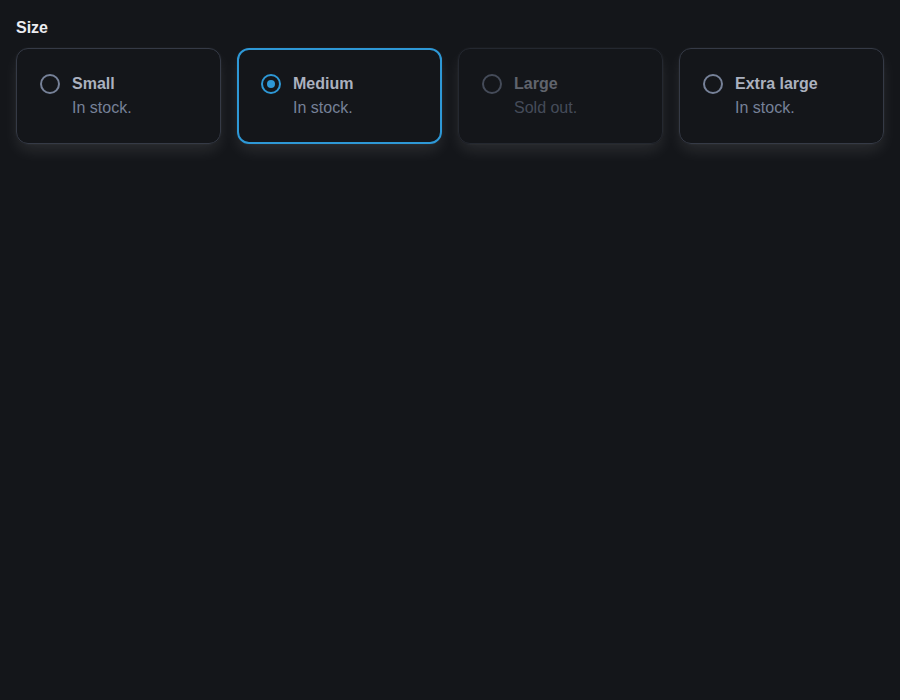 Size
Small
In stock.
Medium
In stock.
Large
Sold out.
Extra large
In stock.